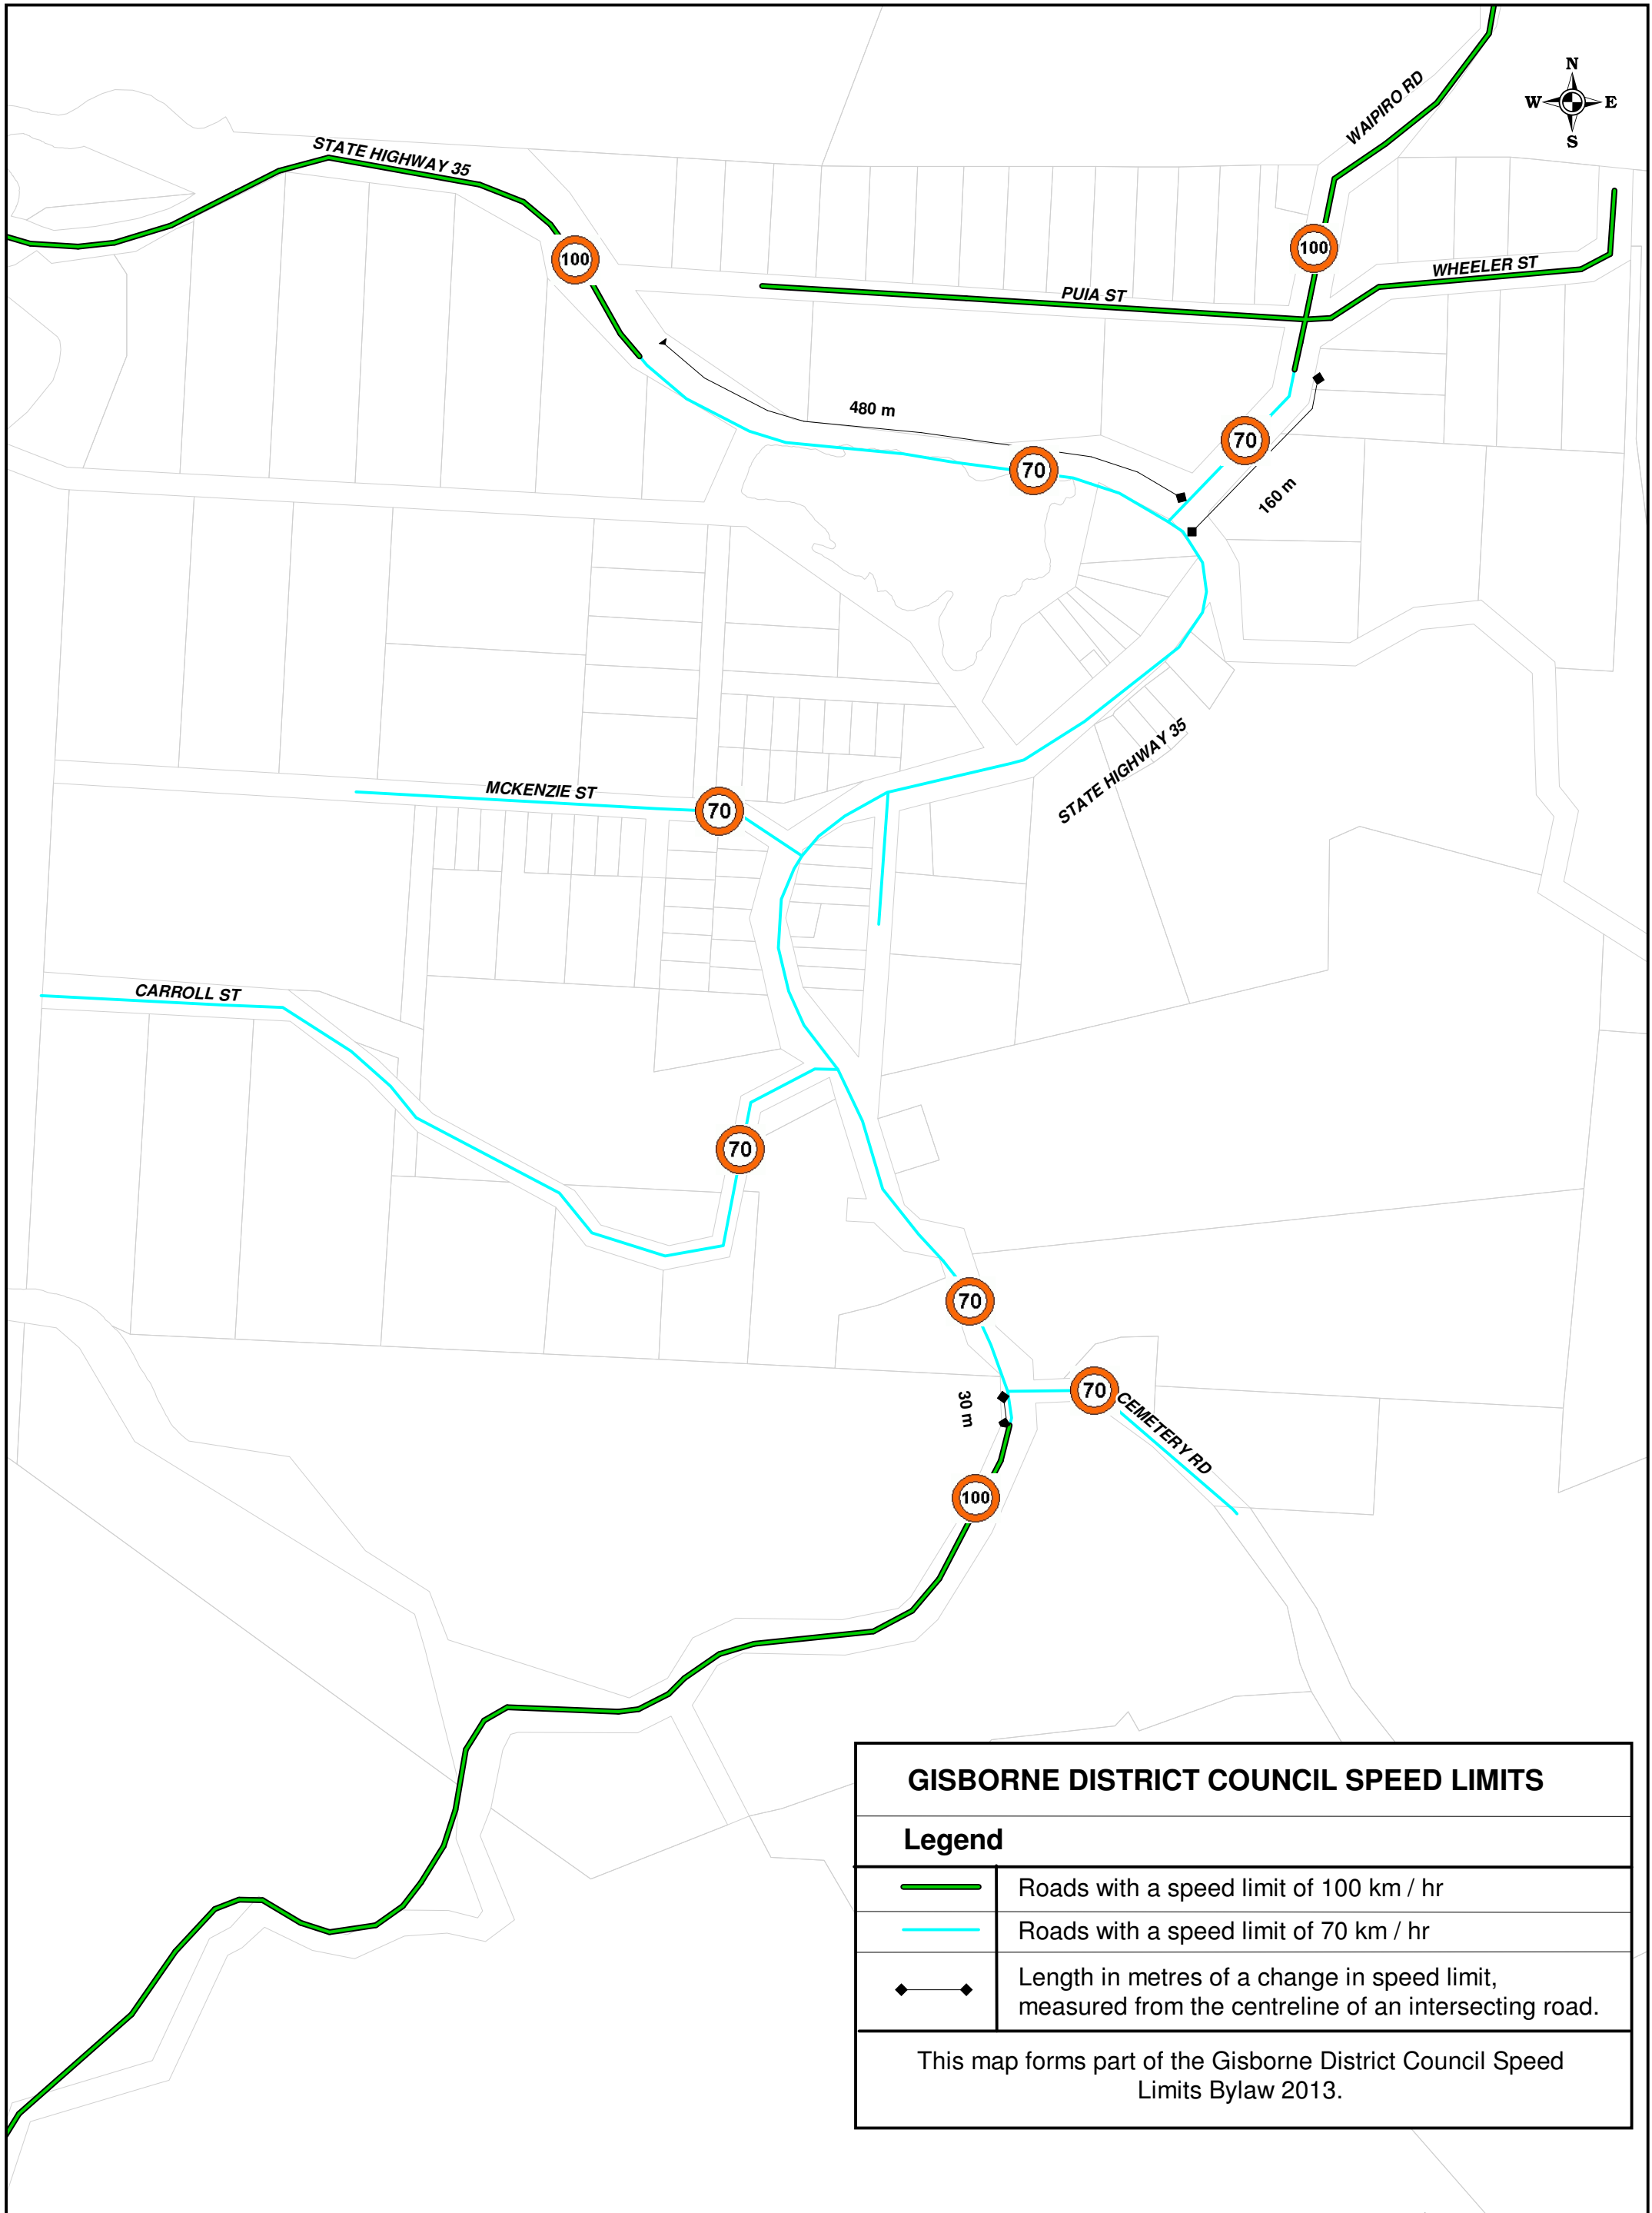 N
WAIPIRO RD
W E
S
STATE HIGHWAY 35
100
100
WHEELER ST
PUIA ST
480 m
70
70
160 m
STATE HIGHWAY 35
MCKENZIE ST
70
CARROLL ST
70
70
30 m
70
CEMETERY RD
100
GISBORNE DISTRICT COUNCIL SPEED LIMITS
Legend
Roads with a speed limit of 100 km / hr
Roads with a speed limit of 70 km / hr
Length in metres of a change in speed limit,
measured from the centreline of an intersecting road.
This map forms part of the Gisborne District Council Speed
Limits Bylaw 2013.